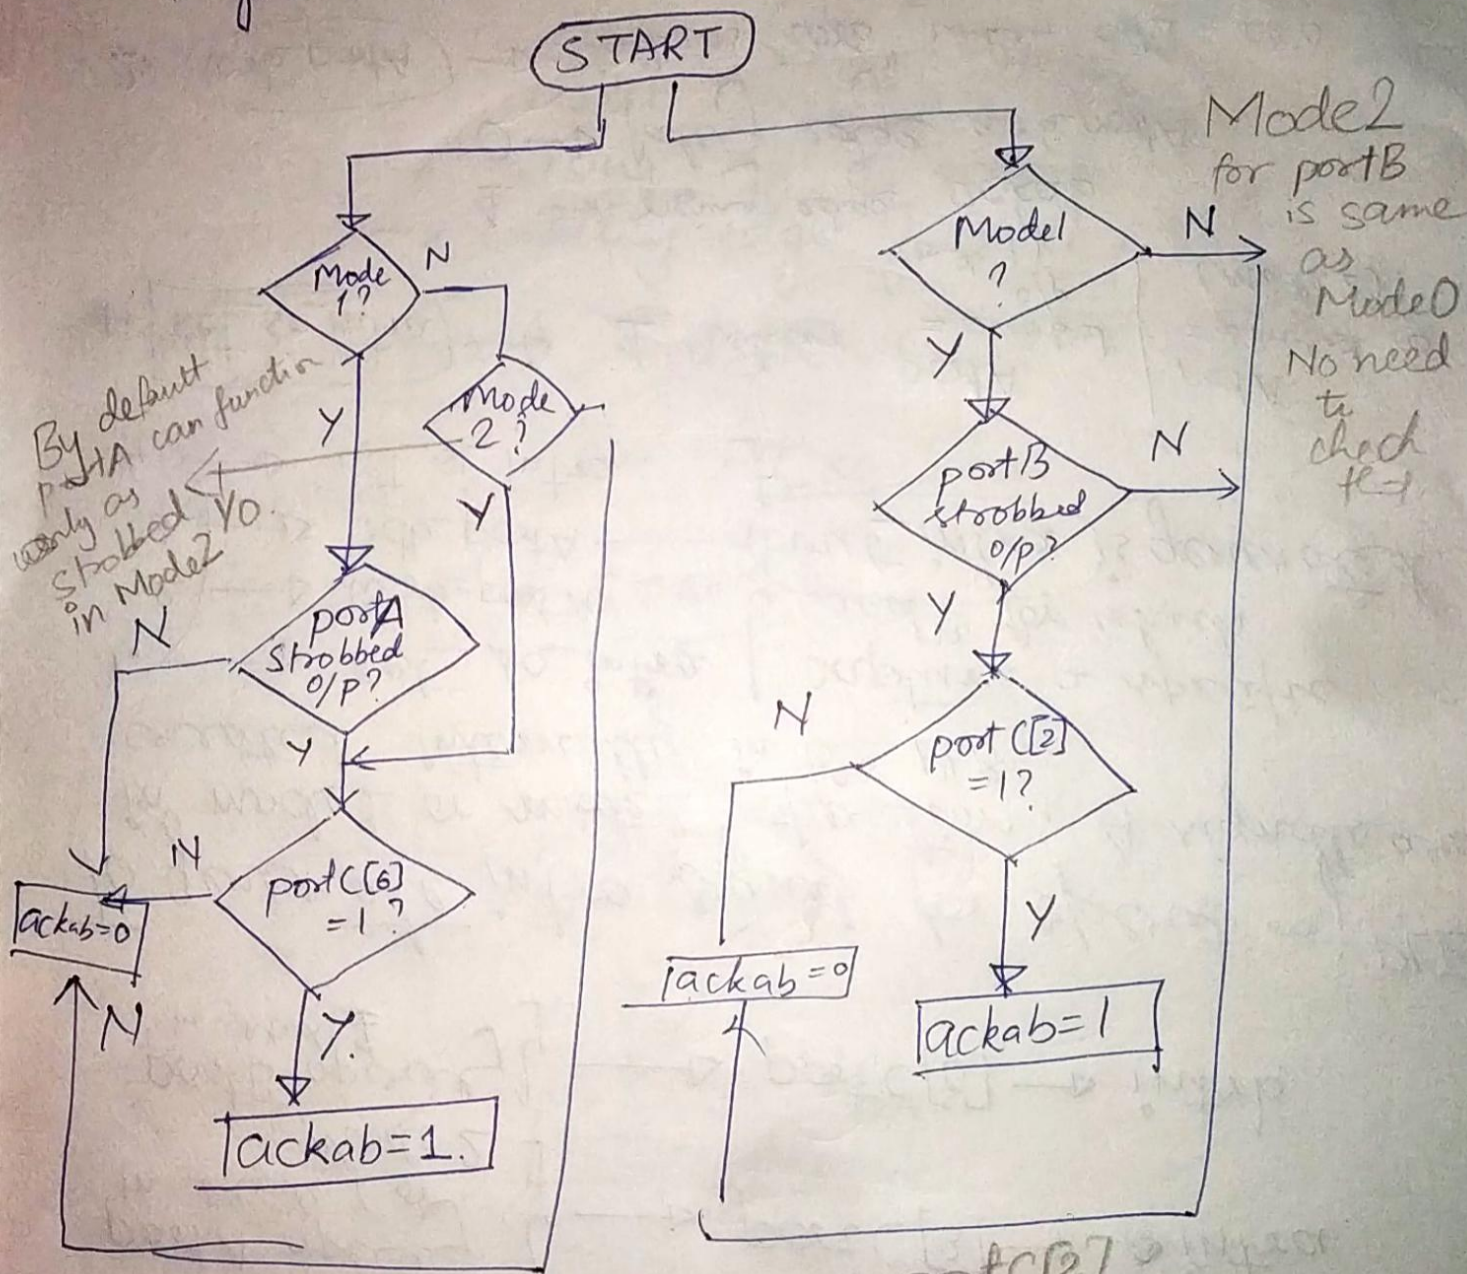 START
Mode
1?
N
Y
Mode
2?
Y
By default
portA can function
only as
strobbed I/O.
in Mode2
N
portA
Strobbed
O/P?
Y
N
portC[6]
=1?
ackab=0
N
Y.
ackab=1.
Mode1
?
N
Y
Mode2
for portB
is same
as
Mode0
No need
to
check
portB
strobbed
O/P?
N
Y
N
port C[2]
=1?
Y
ackab=0
ackab=1